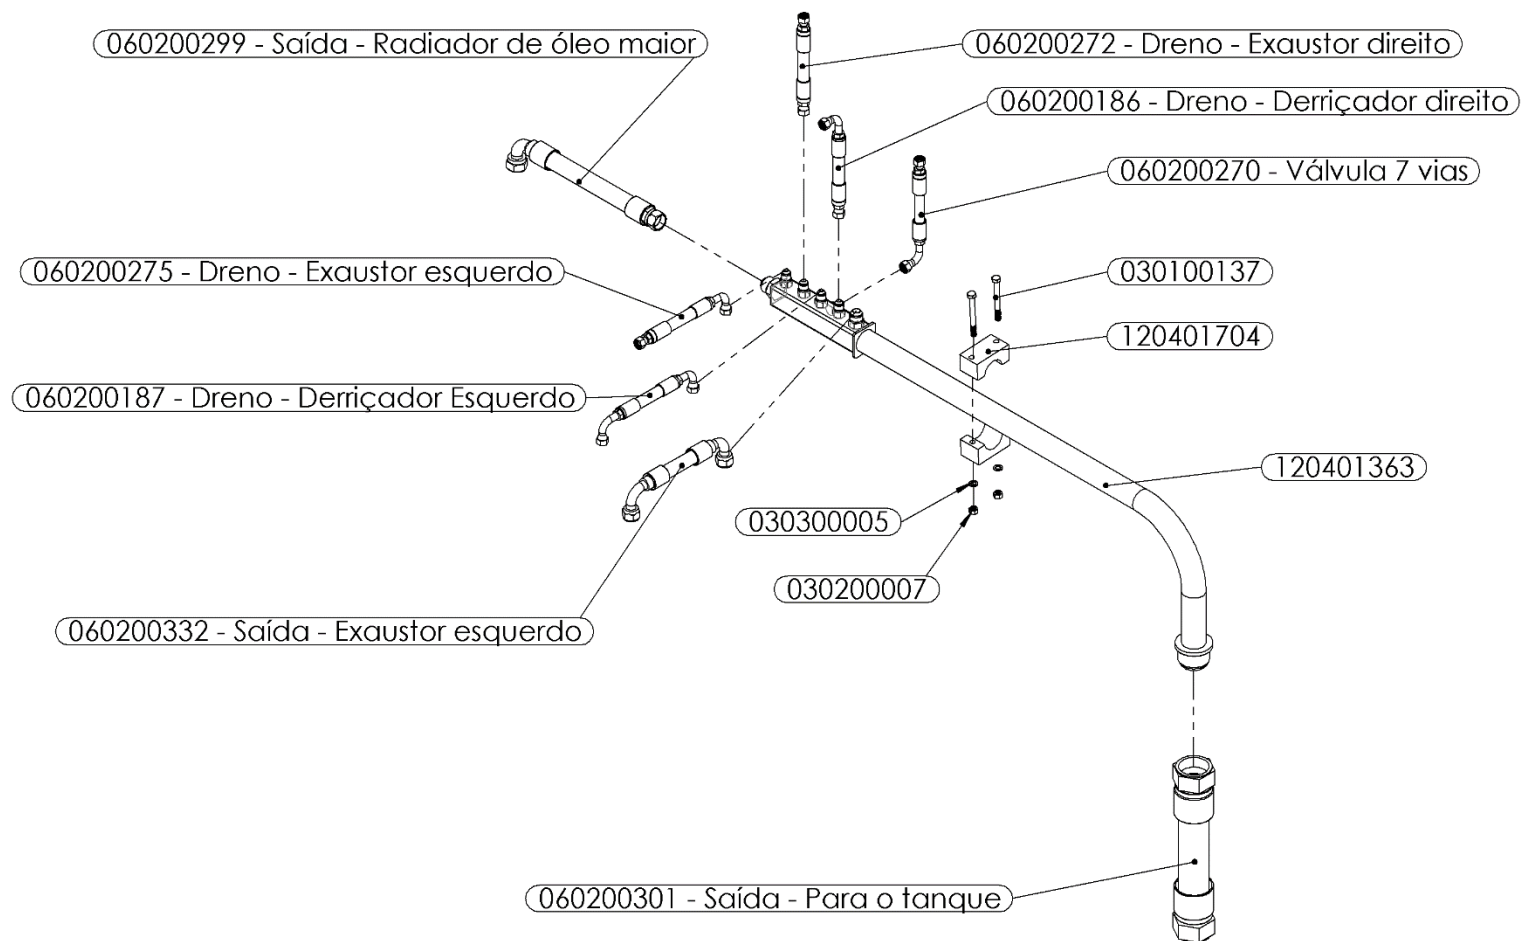 060200299 - Saída - Radiador de óleo maior
060200272 - Dreno - Exaustor direito
060200186 - Dreno - Derriçador direito
060200270 - Válvula 7 vias
060200275 - Dreno - Exaustor esquerdo
030100137
120401704
060200187 - Dreno - Derriçador Esquerdo
120401363
030300005
030200007
060200332 - Saída - Exaustor esquerdo
060200301 - Saída - Para o tanque